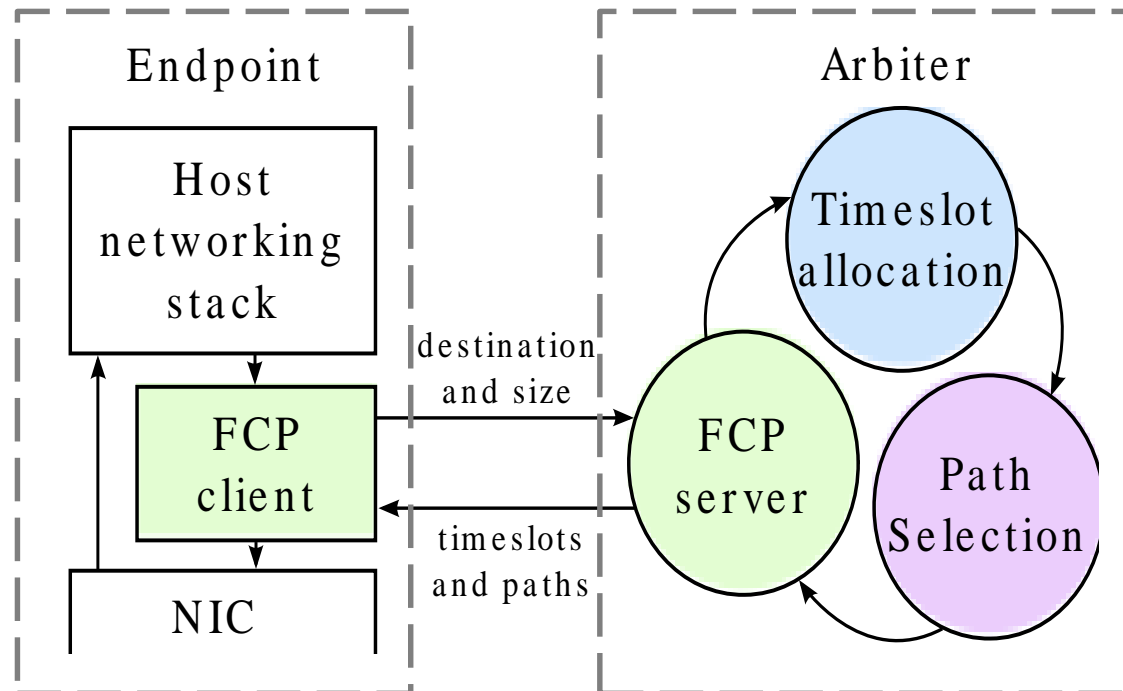 Endpoint
Host
networking
stack
FCP
client
NIC
destination
and size
timeslots
and paths
Arbiter
Timeslot
allocation
FCP
server
Path
Selection